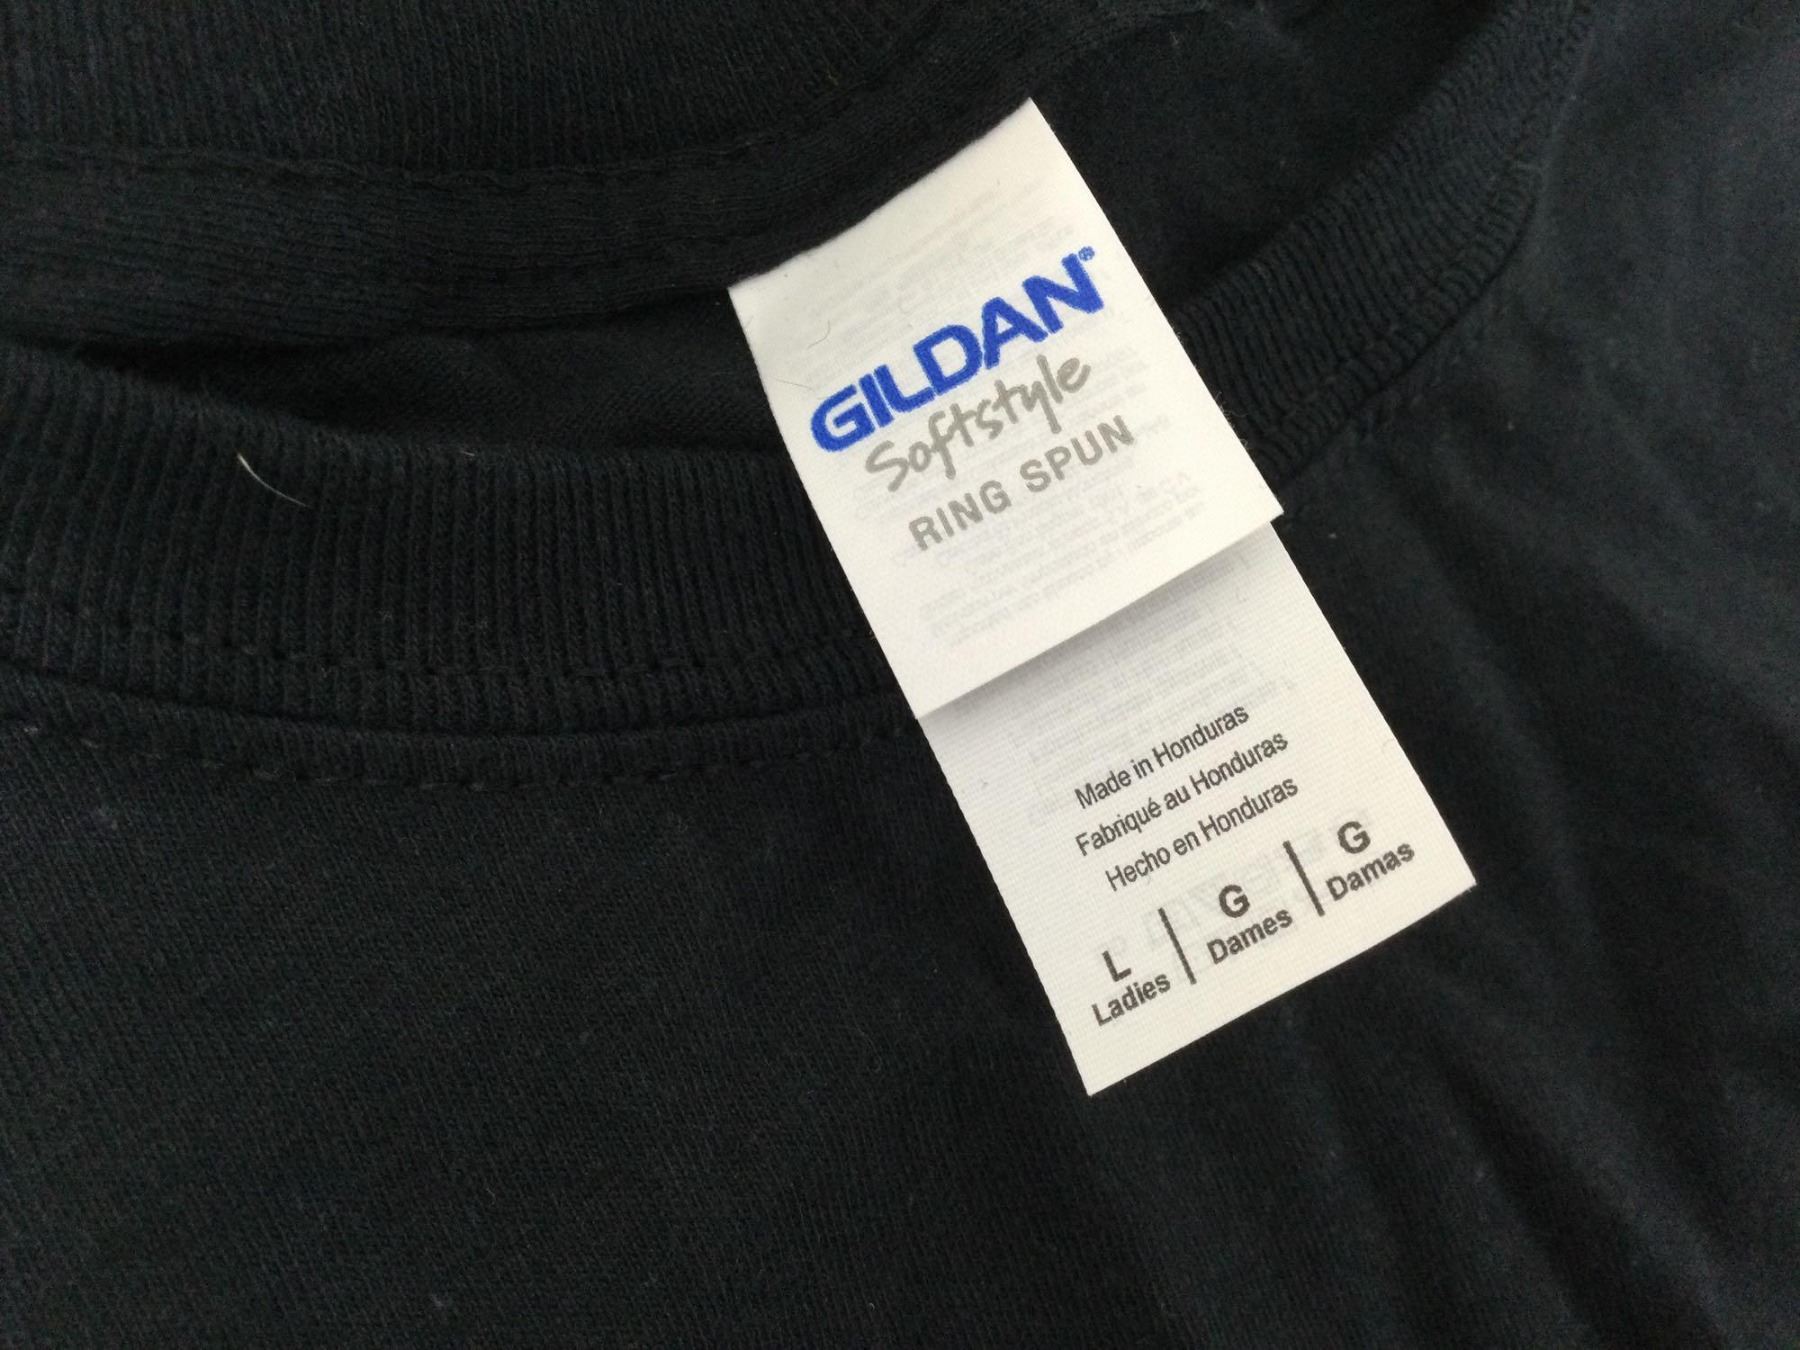 GILDAN®
Softstyle
RING SPUN
Made in Honduras
Fabriqué au Honduras
Hecho en Honduras
L | G | G
Ladies | Dames | Damas